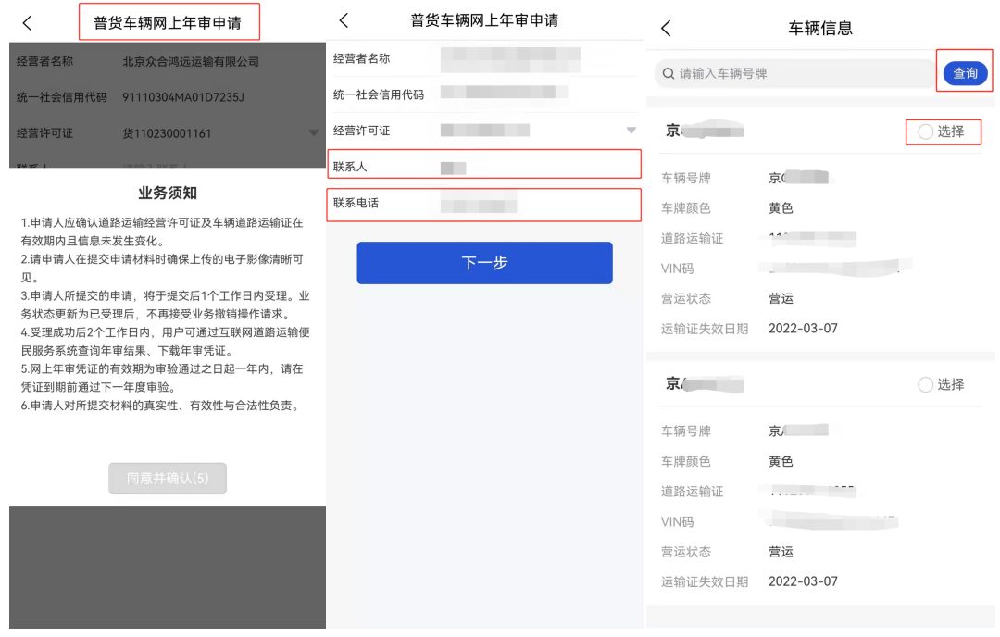 普货车辆网上年审申请
经营者名称 北京众合鸿远运输有限公司
统一社会信用代码 91110304MA01D7235J
经营许可证 货110230001161
联系人 请输入联系人
业务须知
1.申请人应确认道路运输经营许可证及车辆道路运输证在
有效期内且信息未发生变化。
2.请申请人在提交申请材料时确保上传的电子影像清晰可
见。
3.申请人所提交的申请，将于提交后1个工作日内受理。业
务状态更新为已受理后，不再接受业务撤销操作请求。
4.受理成功后2个工作日内，用户可通过互联网道路运输便
民服务系统查询年审结果、下载年审凭证。
5.网上年审凭证的有效期为审验通过之日起一年内，请在
凭证到期前通过下一年度审验。
6.申请人对所提交材料的真实性、有效性与合法性负责。
同意并确认(5)
普货车辆网上年审申请
经营者名称
统一社会信用代码
经营许可证
联系人
联系电话
下一步
车辆信息
请输入车辆号牌 查询
京 选择
车辆号牌 京
车牌颜色 黄色
道路运输证
VIN码
营运状态 营运
运输证失效日期 2022-03-07
京 选择
车辆号牌 京
车牌颜色 黄色
道路运输证
VIN码
营运状态 营运
运输证失效日期 2022-03-07